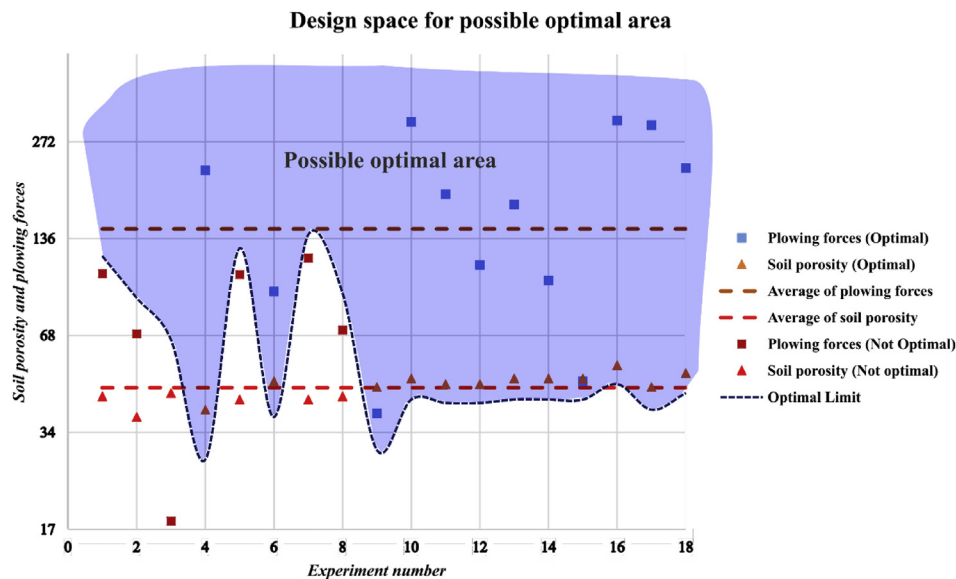 Design space for possible optimal area
Soil porosity and plowing forces
272
136
68
34
17
Possible optimal area
0 2 4 6 8 10 12 14 16 18
Experiment number
Plowing forces (Optimal)
Soil porosity (Optimal)
Average of plowing forces
Average of soil porosity
Plowing forces (Not Optimal)
Soil porosity (Not optimal)
Optimal Limit